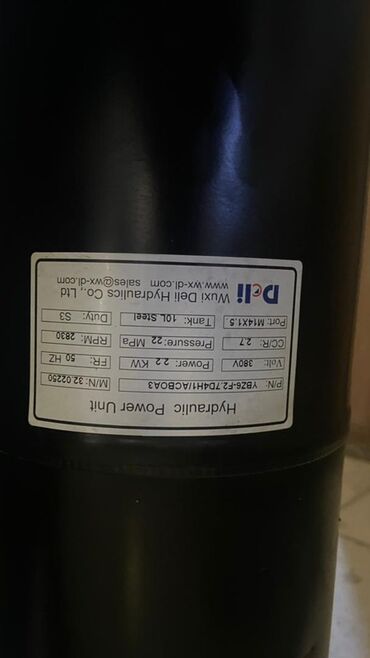 Hydraulic Power Unit
P/N: YB26-F2.7D4H1/ACBOA3 M/N: 32.02250
Volt: 380V Power: 2.2 KW FR: 50 HZ
CC/R: 2.7 Pressure: 22 MPa RPM: 2830
Port: M14X1.5 Tank: 10L Steel Duty: S3
Deli Wuxi Deli Hydraulics Co., Ltd
www.wx-dl.com sales@wx-dl.com